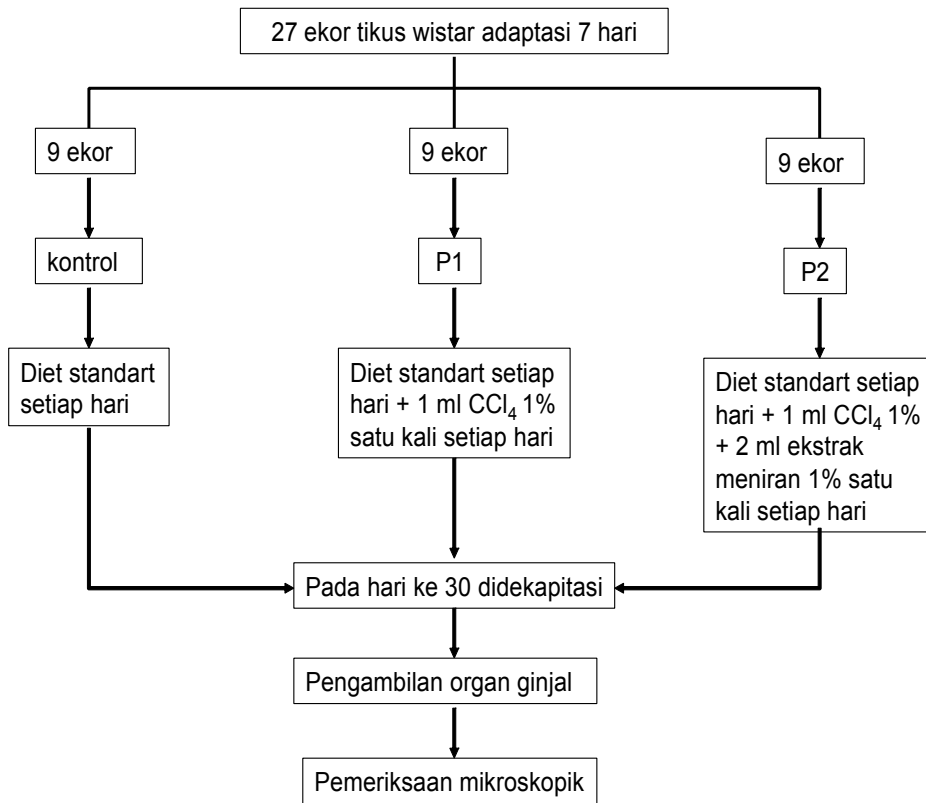 27 ekor tikus wistar adaptasi 7 hari
9 ekor
9 ekor
9 ekor
kontrol
P1
P2
Diet standart
setiap hari
Diet standart setiap
hari + 1 ml CCl₄ 1%
satu kali setiap hari
Diet standart setiap
hari + 1 ml CCl₄ 1%
+ 2 ml ekstrak
meniran 1% satu
kali setiap hari
Pada hari ke 30 didekapitasi
Pengambilan organ ginjal
Pemeriksaan mikroskopik